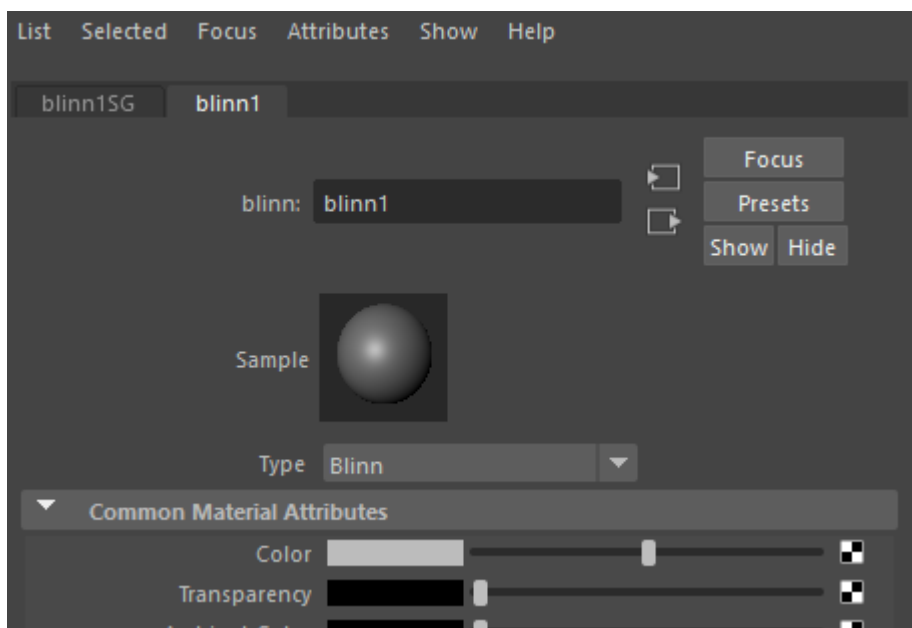 List Selected Focus Attributes Show Help
blinn1SG blinn1
Focus
blinn: blinn1
Presets
Show Hide
Sample
Type Blinn
Common Material Attributes
Color
Transparency